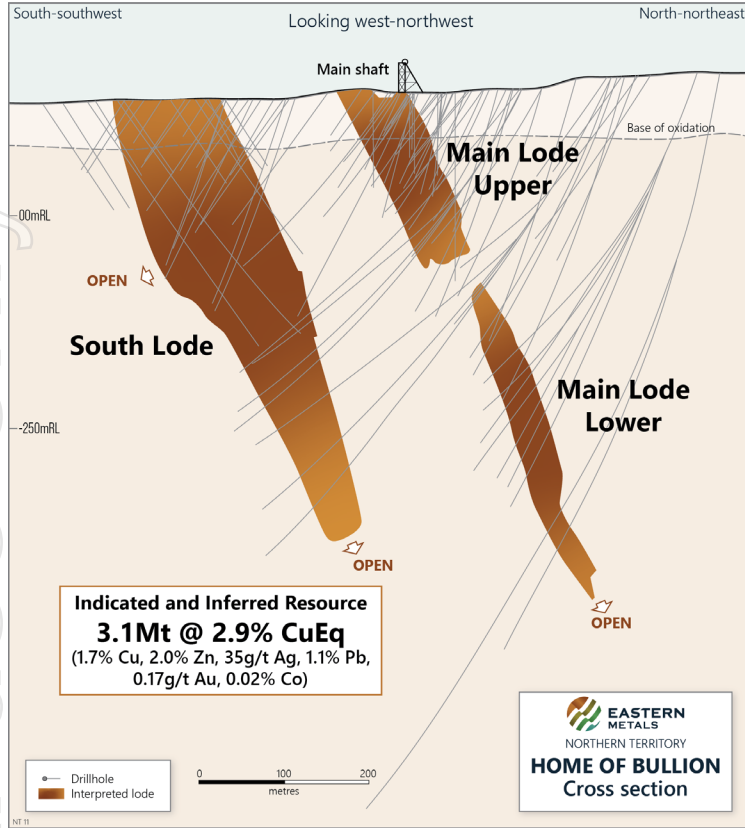 South-southwest
Looking west-northwest
North-northeast
Main shaft
Base of oxidation
Main Lode
Upper
00mRL
OPEN
South Lode
Main Lode
Lower
-250mRL
OPEN
OPEN
Indicated and Inferred Resource
3.1Mt @ 2.9% CuEq
(1.7% Cu, 2.0% Zn, 35g/t Ag, 1.1% Pb,
0.17g/t Au, 0.02% Co)
EASTERN
METALS
NORTHERN TERRITORY
HOME OF BULLION
Cross section
Drillhole
Interpreted lode
0 100 200
metres
NT 11